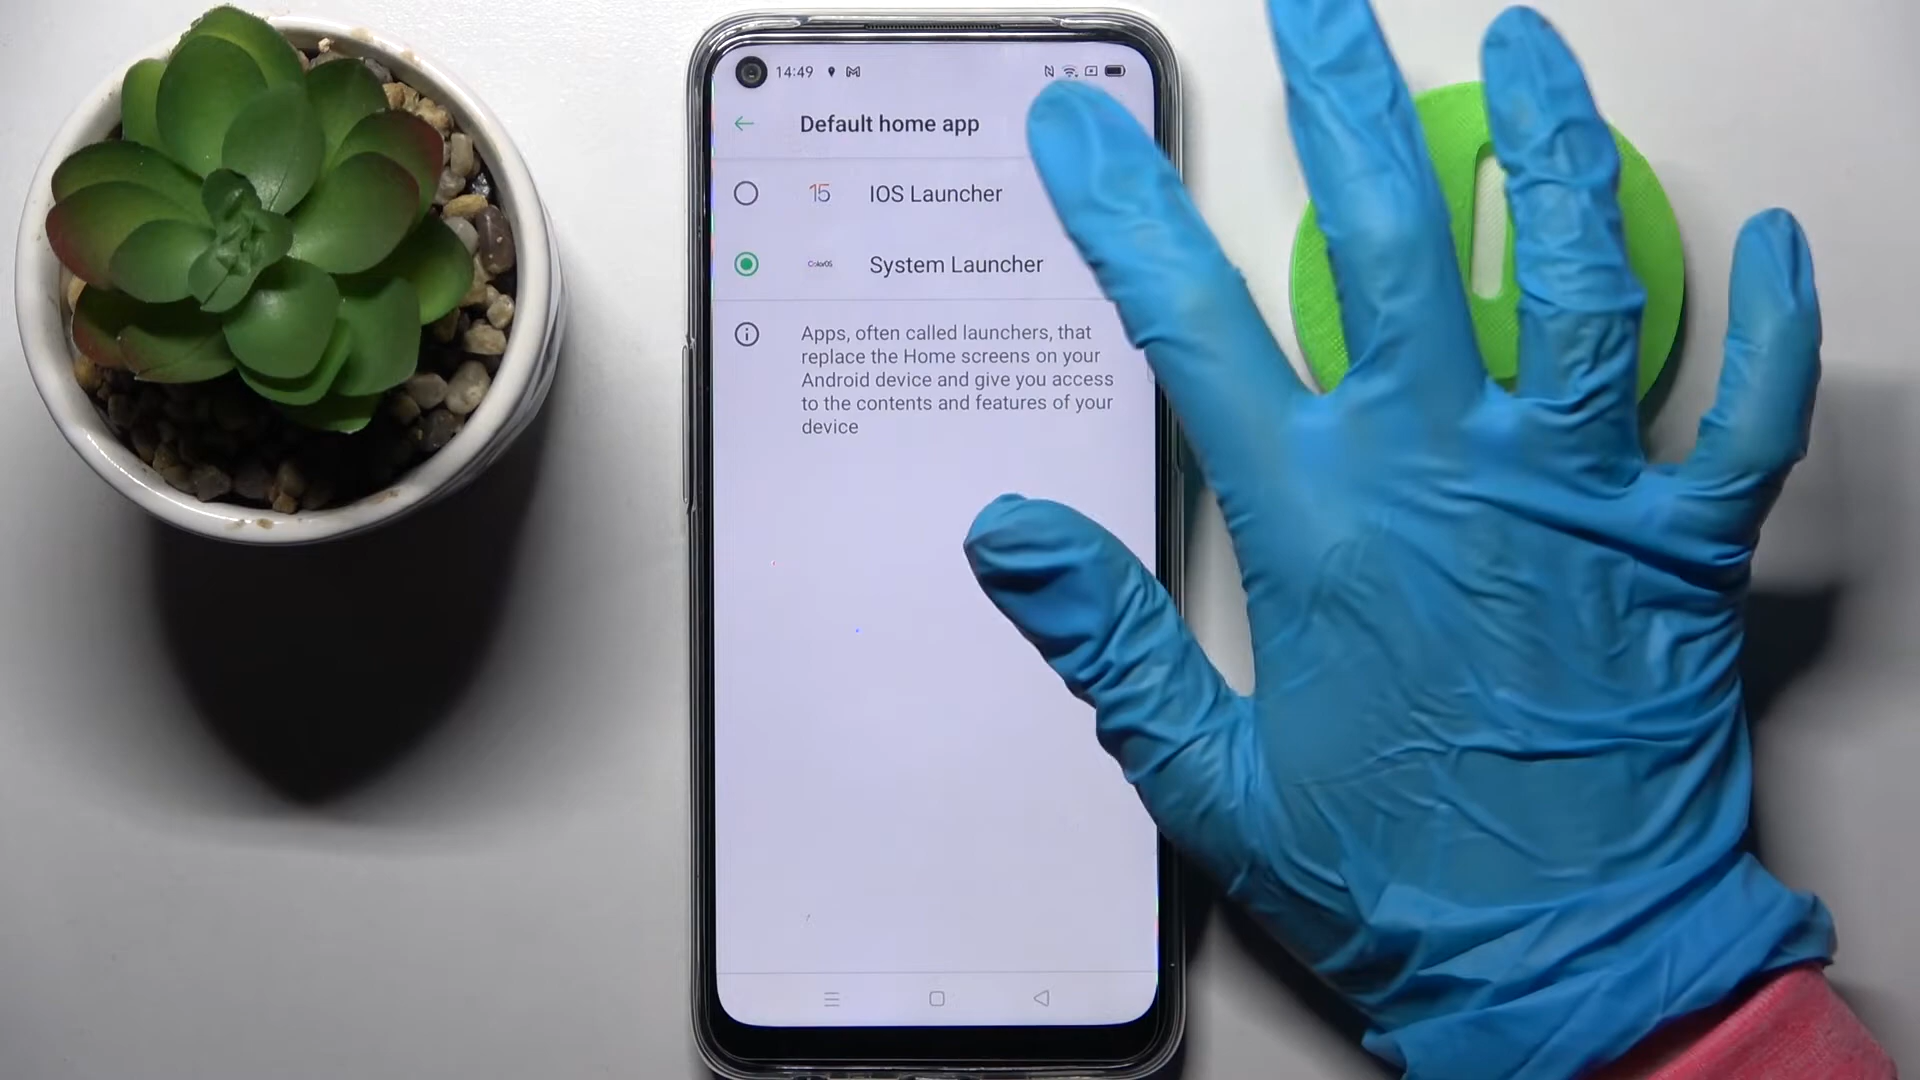 14:49
Default home app
15 IOS Launcher
ColorOS System Launcher
Apps, often called launchers, that
replace the Home screens on your
Android device and give you access
to the contents and features of your
device